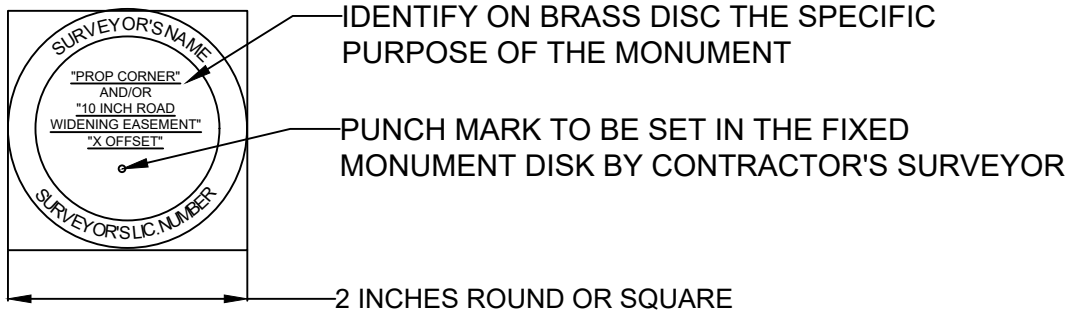 SURVEYOR'S NAME
"PROP CORNER"
AND/OR
"10 INCH ROAD
WIDENING EASEMENT"
"X OFFSET"
SURVEYOR'S LIC. NUMBER
IDENTIFY ON BRASS DISC THE SPECIFIC
PURPOSE OF THE MONUMENT
PUNCH MARK TO BE SET IN THE FIXED
MONUMENT DISK BY CONTRACTOR'S SURVEYOR
2 INCHES ROUND OR SQUARE